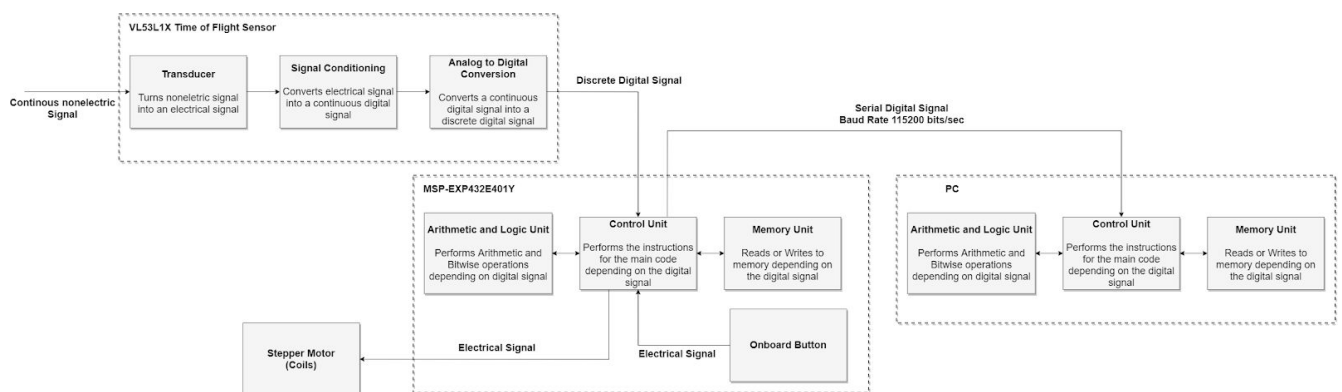 VL53L1X Time of Flight Sensor
Transducer
Turns noneletric signal
into an electrical signal
Signal Conditioning
Converts electrical signal
into a continuous digital
signal
Analog to Digital
Conversion
Converts a continuous
digital signal into a
discrete digital signal
Continous nonelectric
Signal
Discrete Digital Signal
Serial Digital Signal
Baud Rate 115200 bits/sec
MSP-EXP432E401Y
Arithmetic and Logic Unit
Performs Arithmetic and
Bitwise operations
depending on digital signal
Control Unit
Performs the instructions
for the main code
depending on the digital
signal
Memory Unit
Reads or Writes to
memory depending on
the digital signal
PC
Arithmetic and Logic Unit
Performs Arithmetic and
Bitwise operations
depending on digital signal
Control Unit
Performs the instructions
for the main code
depending on the digital
signal
Memory Unit
Reads or Writes to
memory depending on
the digital signal
Stepper Motor
(Coils)
Electrical Signal
Electrical Signal
Onboard Button